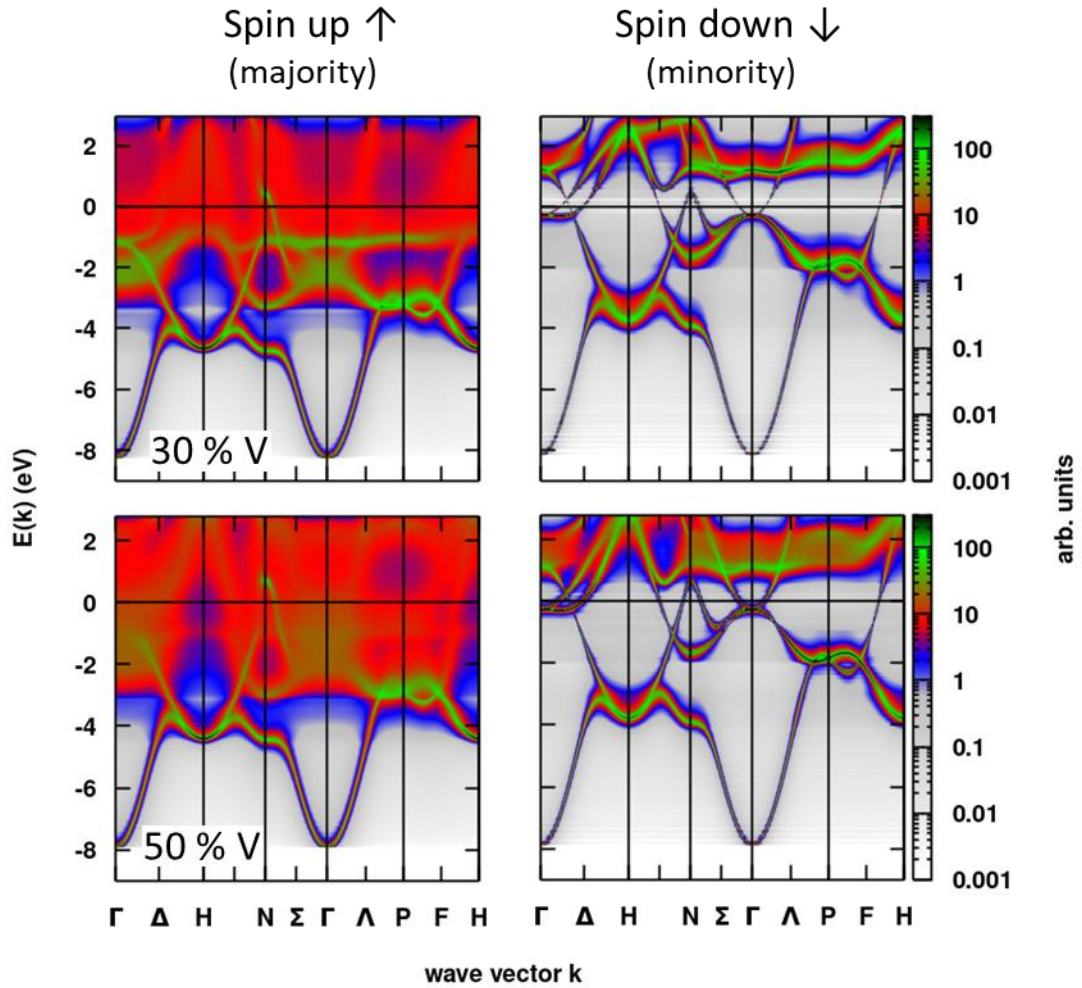 Spin up ↑
(majority)
Spin down ↓
(minority)
2
0
-2
-4
-6
-8
30 % V
100
10
1
0.1
0.01
0.001
E(k) (eV)
arb. units
2
0
-2
-4
-6
-8
50 % V
100
10
1
0.1
0.01
0.001
Γ Δ H N Σ Γ Λ P F H
Γ Δ H N Σ Γ Λ P F H
wave vector k